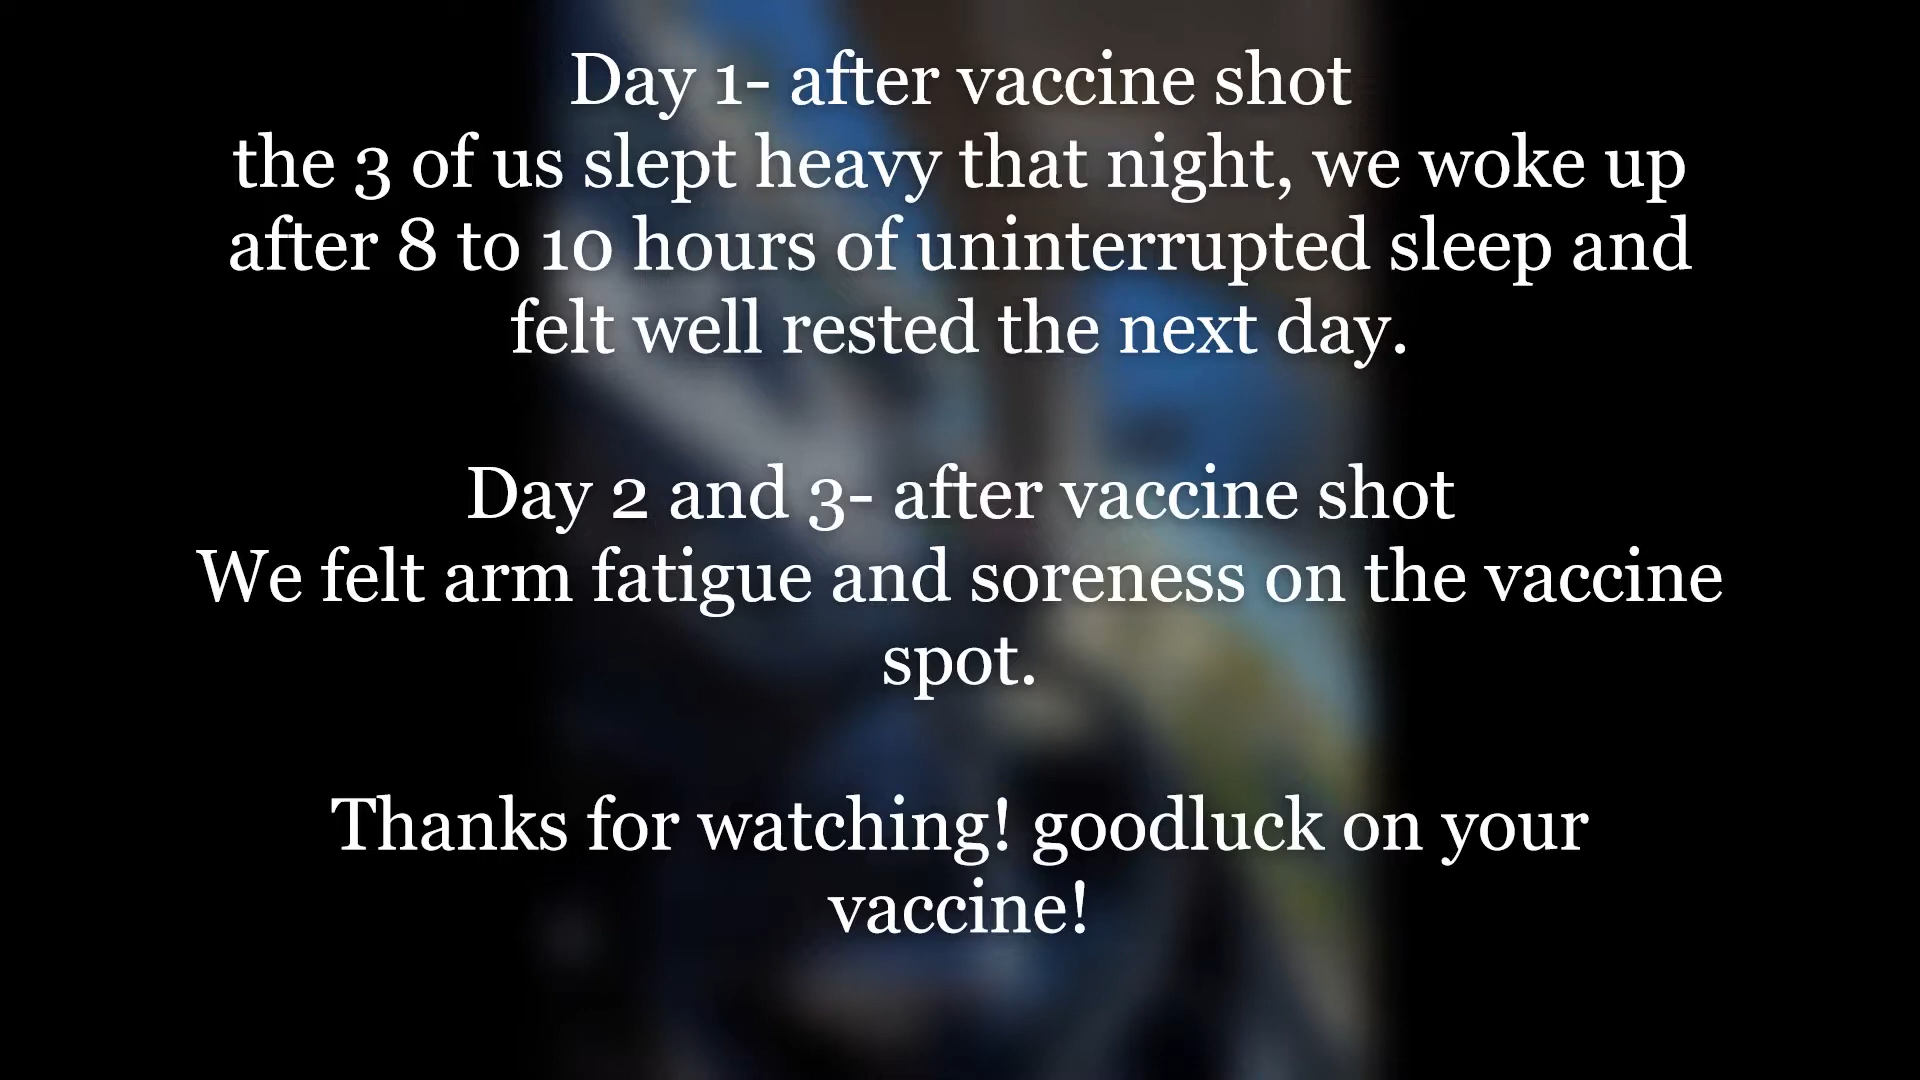 Day 1- after vaccine shot
the 3 of us slept heavy that night, we woke up
after 8 to 10 hours of uninterrupted sleep and
felt well rested the next day.
Day 2 and 3- after vaccine shot
We felt arm fatigue and soreness on the vaccine
spot.
Thanks for watching! goodluck on your
vaccine!